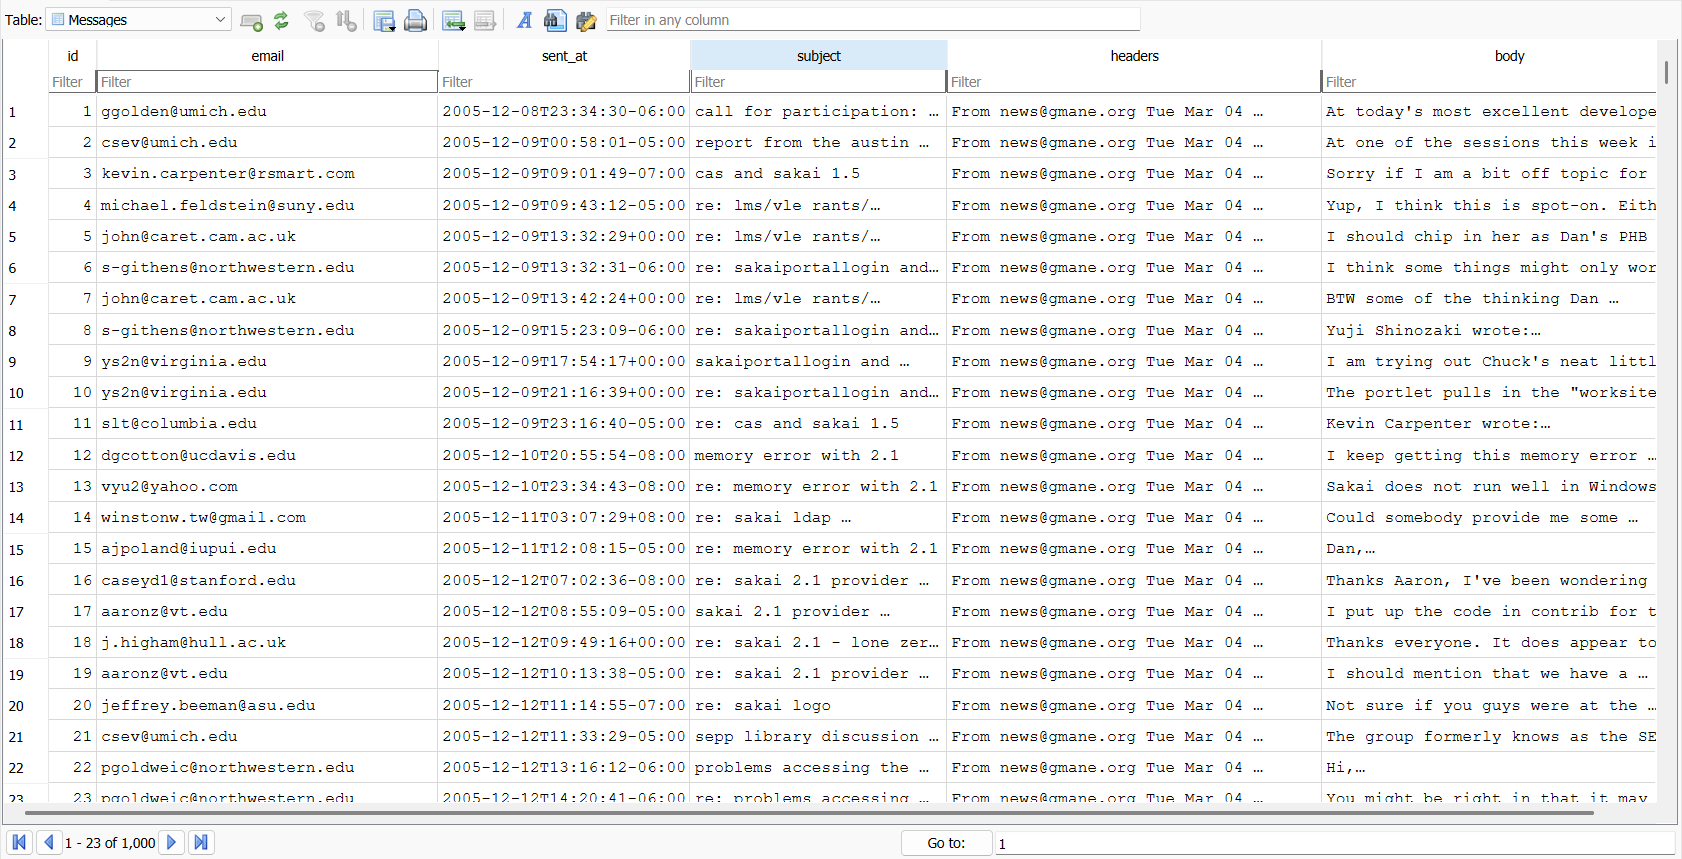 Table: Messages Filter in any column
id email sent_at subject headers body
Filter Filter Filter Filter Filter Filter
1 1 ggolden@umich.edu 2005-12-08T23:34:30-06:00 call for participation: … From news@gmane.org Tue Mar 04 … At today's most excellent develope
2 2 csev@umich.edu 2005-12-09T00:58:01-05:00 report from the austin … From news@gmane.org Tue Mar 04 … At one of the sessions this week i
3 3 kevin.carpenter@rsmart.com 2005-12-09T09:01:49-07:00 cas and sakai 1.5 From news@gmane.org Tue Mar 04 … Sorry if I am a bit off topic for
4 4 michael.feldstein@suny.edu 2005-12-09T09:43:12-05:00 re: lms/vle rants/… From news@gmane.org Tue Mar 04 … Yup, I think this is spot-on. Eith
5 5 john@caret.cam.ac.uk 2005-12-09T13:32:29+00:00 re: lms/vle rants/… From news@gmane.org Tue Mar 04 … I should chip in her as Dan's PHB
6 6 s-githens@northwestern.edu 2005-12-09T13:32:31-06:00 re: sakaiportallogin and… From news@gmane.org Tue Mar 04 … I think some things might only wor
7 7 john@caret.cam.ac.uk 2005-12-09T13:42:24+00:00 re: lms/vle rants/… From news@gmane.org Tue Mar 04 … BTW some of the thinking Dan …
8 8 s-githens@northwestern.edu 2005-12-09T15:23:09-06:00 re: sakaiportallogin and… From news@gmane.org Tue Mar 04 … Yuji Shinozaki wrote:…
9 9 ys2n@virginia.edu 2005-12-09T17:54:17+00:00 sakaiportallogin and … From news@gmane.org Tue Mar 04 … I am trying out Chuck's neat littl
10 10 ys2n@virginia.edu 2005-12-09T21:16:39+00:00 re: sakaiportallogin and… From news@gmane.org Tue Mar 04 … The portlet pulls in the "worksite
11 11 slt@columbia.edu 2005-12-09T23:16:40-05:00 re: cas and sakai 1.5 From news@gmane.org Tue Mar 04 … Kevin Carpenter wrote:…
12 12 dgcotton@ucdavis.edu 2005-12-10T20:55:54-08:00 memory error with 2.1 From news@gmane.org Tue Mar 04 … I keep getting this memory error …
13 13 vyu2@yahoo.com 2005-12-10T23:34:43-08:00 re: memory error with 2.1 From news@gmane.org Tue Mar 04 … Sakai does not run well in Windows
14 14 winstonw.tw@gmail.com 2005-12-11T03:07:29+08:00 re: sakai ldap … From news@gmane.org Tue Mar 04 … Could somebody provide me some …
15 15 ajpoland@iupui.edu 2005-12-11T12:08:15-05:00 re: memory error with 2.1 From news@gmane.org Tue Mar 04 … Dan,…
16 16 caseyd1@stanford.edu 2005-12-12T07:02:36-08:00 re: sakai 2.1 provider … From news@gmane.org Tue Mar 04 … Thanks Aaron, I've been wondering
17 17 aaronz@vt.edu 2005-12-12T08:55:09-05:00 sakai 2.1 provider … From news@gmane.org Tue Mar 04 … I put up the code in contrib for t
18 18 j.higham@hull.ac.uk 2005-12-12T09:49:16+00:00 re: sakai 2.1 - lone zer… From news@gmane.org Tue Mar 04 … Thanks everyone. It does appear to
19 19 aaronz@vt.edu 2005-12-12T10:13:38-05:00 re: sakai 2.1 provider … From news@gmane.org Tue Mar 04 … I should mention that we have a …
20 20 jeffrey.beeman@asu.edu 2005-12-12T11:14:55-07:00 re: sakai logo From news@gmane.org Tue Mar 04 … Not sure if you guys were at the …
21 21 csev@umich.edu 2005-12-12T11:33:29-05:00 sepp library discussion … From news@gmane.org Tue Mar 04 … The group formerly knows as the SE
22 22 pgoldweic@northwestern.edu 2005-12-12T13:16:12-06:00 problems accessing the … From news@gmane.org Tue Mar 04 … Hi,…
23 23 pgoldweic@northwestern.edu 2005-12-12T14:20:41-06:00 re: problems accessing … From news@gmane.org Tue Mar 04 … You might be right in that it may
1 - 23 of 1,000 Go to: 1